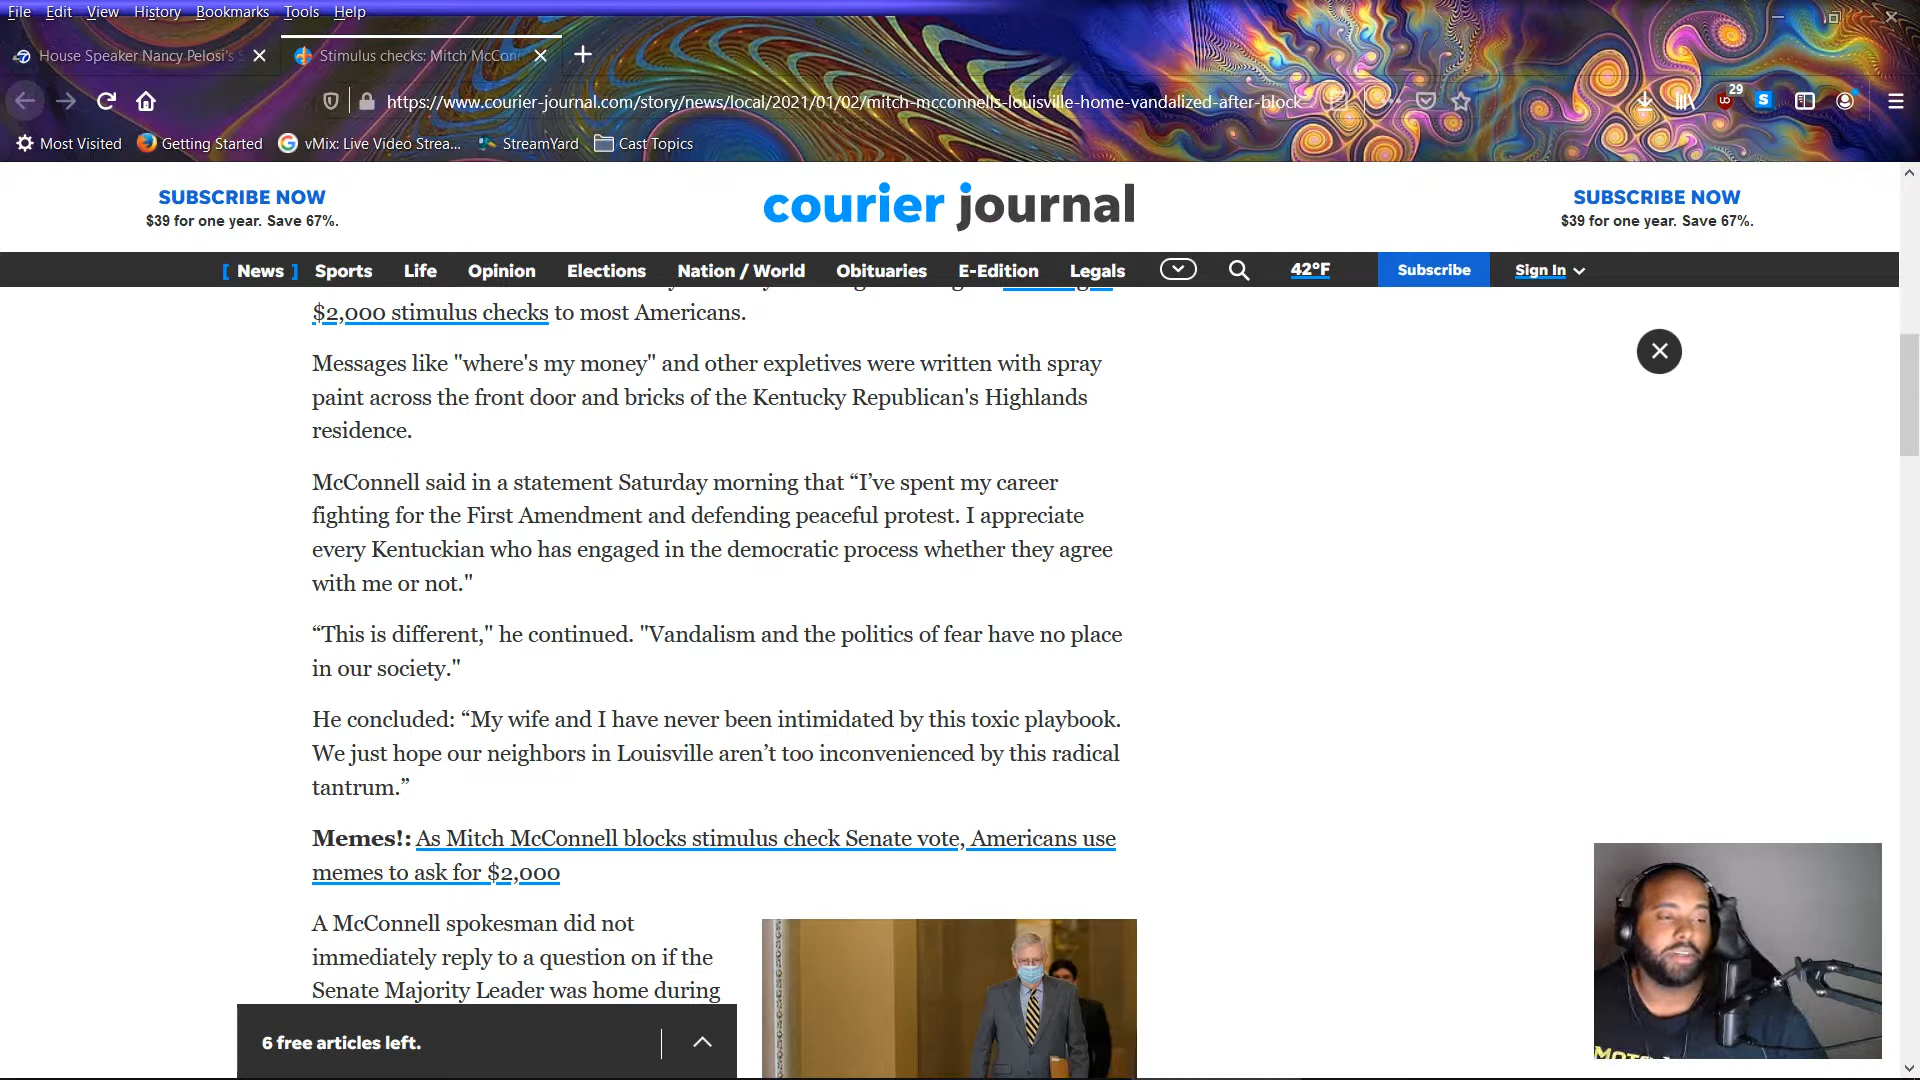 File Edit View History Bookmarks Tools Help
House Speaker Nancy Pelosi's S
Stimulus checks: Mitch McConn
https://www.courier-journal.com/story/news/local/2021/01/02/mitch-mcconnells-louisville-home-vandalized-after-block-
29
Most Visited Getting Started vMix: Live Video Strea... StreamYard Cast Topics
SUBSCRIBE NOW
$39 for one year. Save 67%.
courier journal
SUBSCRIBE NOW
$39 for one year. Save 67%.
[ News ] Sports Life Opinion Elections Nation / World Obituaries E-Edition Legals 42°F Subscribe Sign In
$2,000 stimulus checks to most Americans.
Messages like "where's my money" and other expletives were written with spray
paint across the front door and bricks of the Kentucky Republican's Highlands
residence.
McConnell said in a statement Saturday morning that “I’ve spent my career
fighting for the First Amendment and defending peaceful protest. I appreciate
every Kentuckian who has engaged in the democratic process whether they agree
with me or not."
“This is different," he continued. "Vandalism and the politics of fear have no place
in our society."
He concluded: “My wife and I have never been intimidated by this toxic playbook.
We just hope our neighbors in Louisville aren’t too inconvenienced by this radical
tantrum.”
Memes!: As Mitch McConnell blocks stimulus check Senate vote, Americans use
memes to ask for $2,000
A McConnell spokesman did not
immediately reply to a question on if the
Senate Majority Leader was home during
6 free articles left.